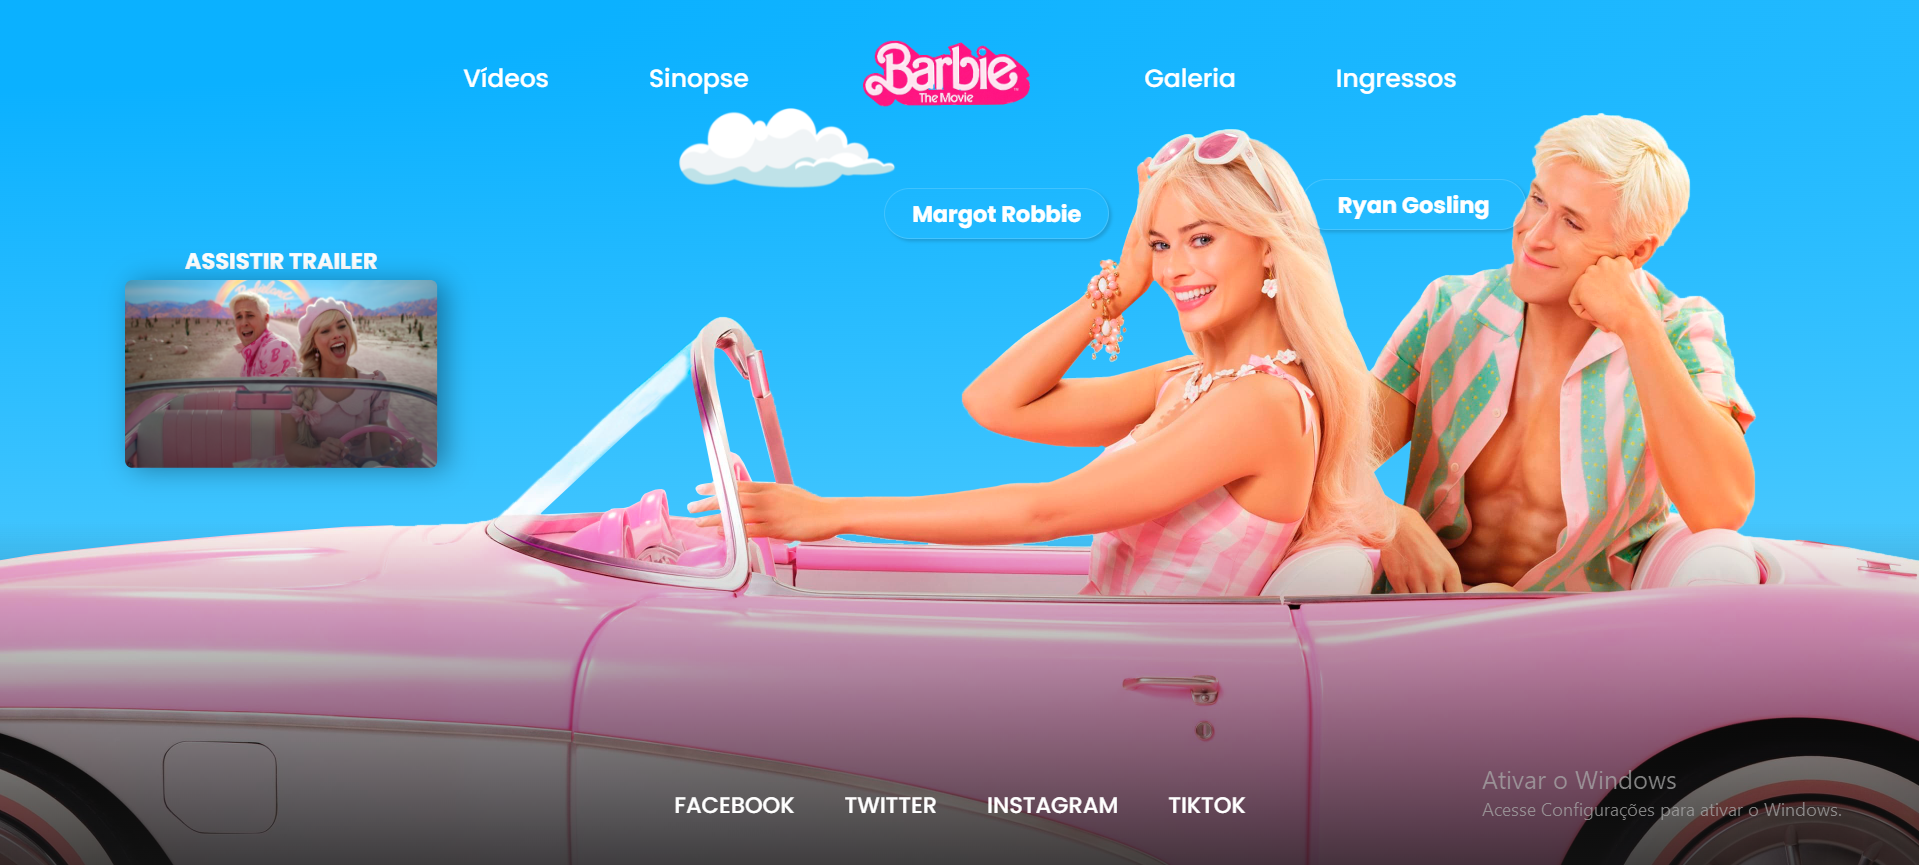 Vídeos
Sinopse
Barbie
The Movie
Galeria
Ingressos
Margot Robbie
Ryan Gosling
ASSISTIR TRAILER
FACEBOOK
TWITTER
INSTAGRAM
TIKTOK
Ativar o Windows
Acesse Configurações para ativar o Windows.